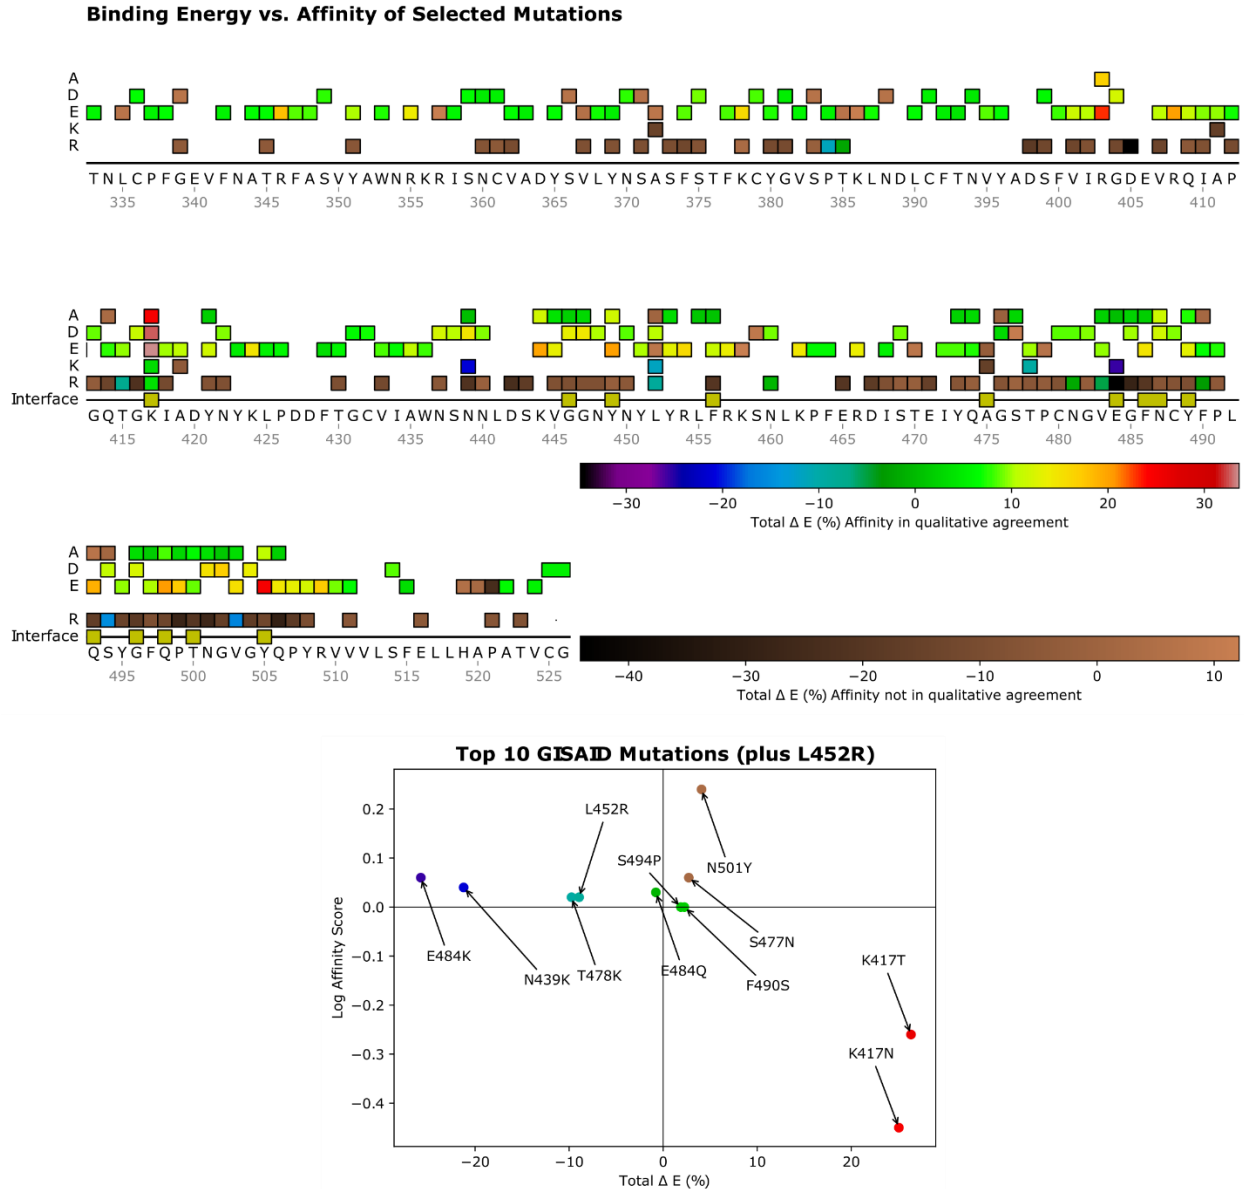 Binding Energy vs. Affinity of Selected Mutations
A
D
E
K
R
T N L C P F G E V F N A T R F A S V Y A W N R K R I S N C V A D Y S V L Y N S A S F S T F K C Y G V S P T K L N D L C F T N V Y A D S F V I R G D E V R Q I A P
335 340 345 350 355 360 365 370 375 380 385 390 395 400 405 410
A
D
E
K
R
Interface
G Q T G K I A D Y N Y K L P D D F T G C V I A W N S N N L D S K V G G N Y N Y L Y R L F R K S N L K P F E R D I S T E I Y Q A G S T P C N G V E G F N C Y F P L
415 420 425 430 435 440 445 450 455 460 465 470 475 480 485 490
−30 −20 −10 0 10 20 30
Total Δ E (%) Affinity in qualitative agreement
A
D
E
R
Interface
Q S Y G F Q P T N G V G Y Q P Y R V V V L S F E L L H A P A T V C G
495 500 505 510 515 520 525
−40 −30 −20 −10 0 10
Total Δ E (%) Affinity not in qualitative agreement
Top 10 GISAID Mutations (plus L452R)
Log Affinity Score
0.2
0.1
0.0
−0.1
−0.2
−0.3
−0.4
L452R
S494P
N501Y
E484K
N439K
T478K
E484Q
S477N
F490S
K417T
K417N
−20 −10 0 10 20
Total Δ E (%)